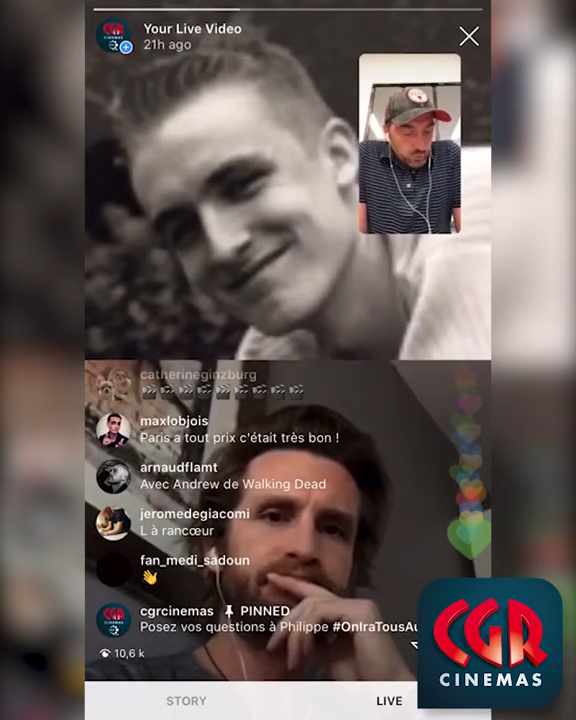 Your Live Video
21h ago
catherineginzburg
maxlobjois
Paris a tout prix c'était très bon !
arnaudflamt
Avec Andrew de Walking Dead
jeromedegiacomi
L à rancœur
fan_medi_sadoun
cgrcinemas PINNED
Posez vos questions à Philippe #OnIraTousAu
10,6 k
STORY LIVE
CGR
CINEMAS